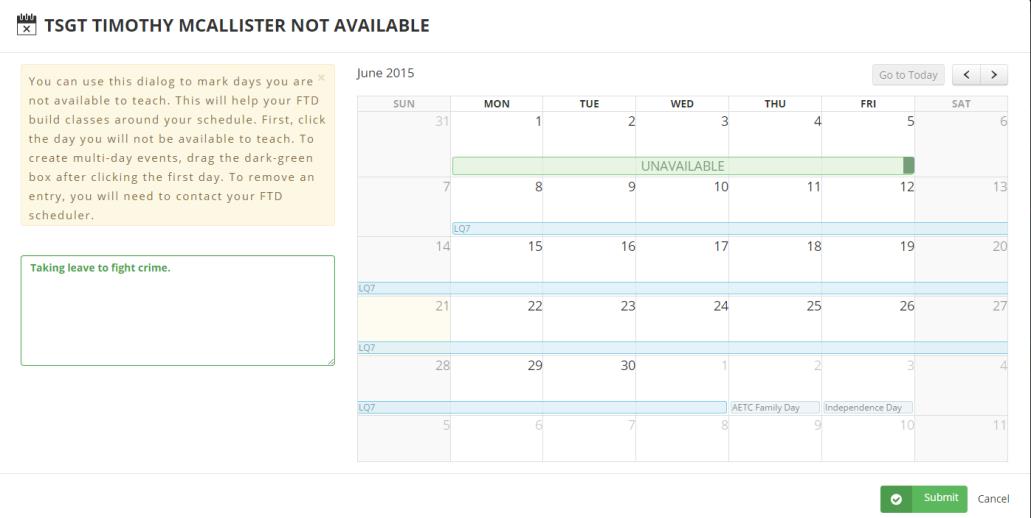 TSGT TIMOTHY MCALLISTER NOT AVAILABLE
You can use this dialog to mark days you are ×
not available to teach. This will help your FTD
build classes around your schedule. First, click
the day you will not be available to teach. To
create multi-day events, drag the dark-green
box after clicking the first day. To remove an
entry, you will need to contact your FTD
scheduler.
Taking leave to fight crime.
June 2015
Go to Today < >
SUN MON TUE WED THU FRI SAT
31 1 2 3 4 5 6
UNAVAILABLE
7 8 9 10 11 12 13
LQ7
14 15 16 17 18 19 20
LQ7
21 22 23 24 25 26 27
LQ7
28 29 30 1 2 3 4
LQ7 AETC Family Day Independence Day
5 6 7 8 9 10 11
Submit Cancel